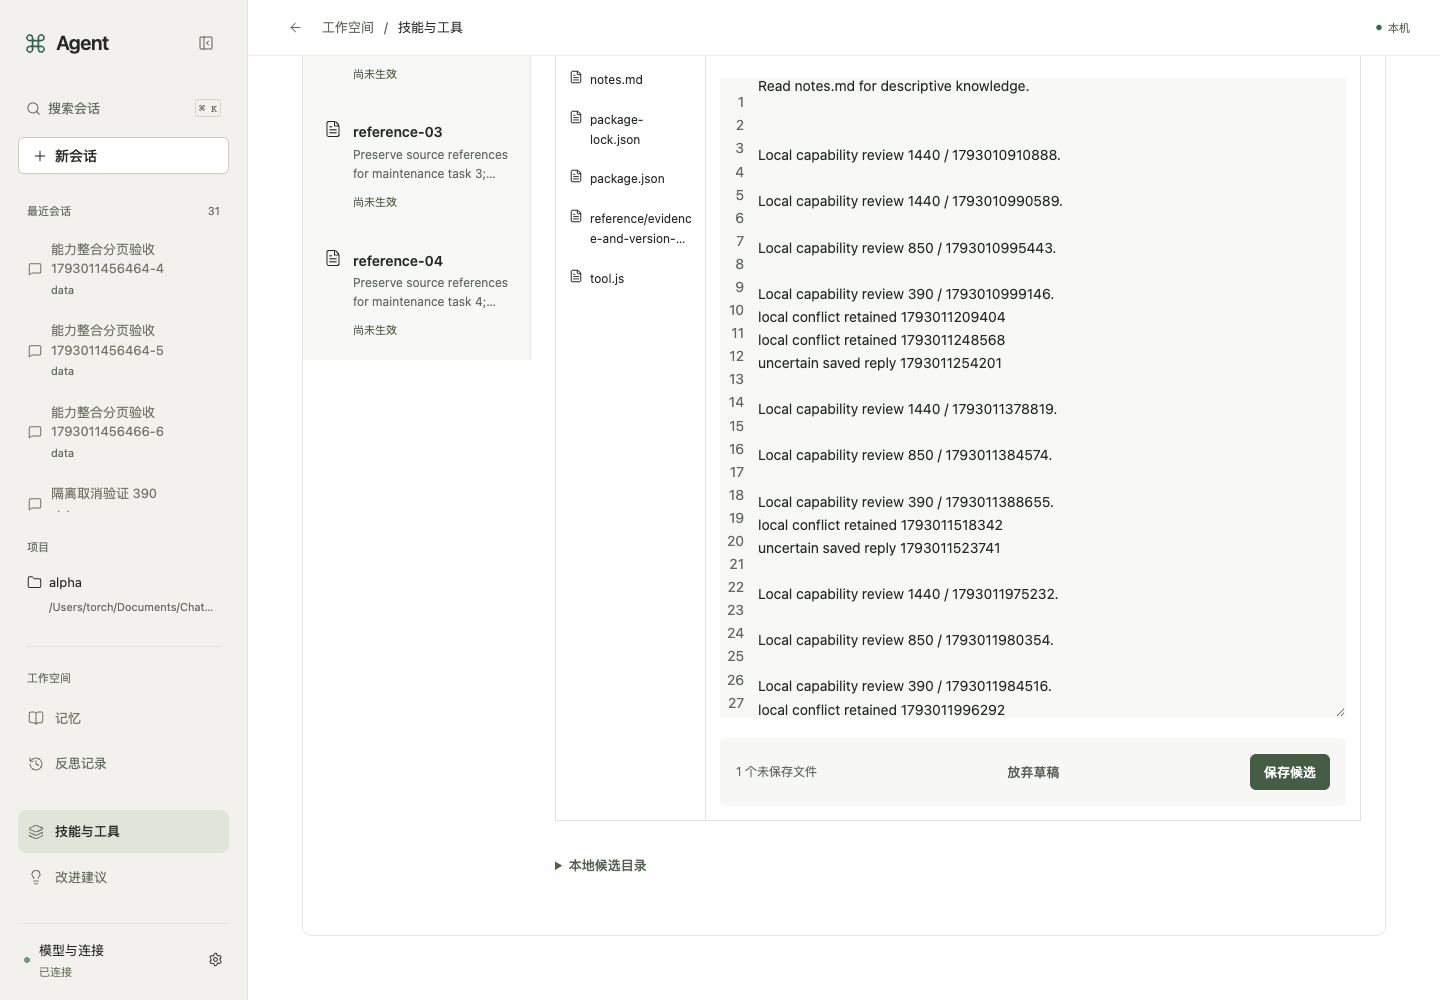 Agent
搜索会话
⌘ K
新会话
最近会话 31
能力整合分页验收
1793011456464-4
data
能力整合分页验收
1793011456464-5
data
能力整合分页验收
1793011456466-6
data
隔离取消验证 390
项目
alpha
/Users/torch/Documents/Chat...
工作空间
记忆
反思记录
技能与工具
改进建议
模型与连接
已连接
工作空间 / 技能与工具
本机
尚未生效
reference-03
Preserve source references
for maintenance task 3;...
尚未生效
reference-04
Preserve source references
for maintenance task 4;...
尚未生效
notes.md
package-
lock.json
package.json
reference/evidenc
e-and-version-...
tool.js
Read notes.md for descriptive knowledge.
1
2
3
Local capability review 1440 / 1793010910888.
4
5
Local capability review 1440 / 1793010990589.
6
7
Local capability review 850 / 1793010995443.
8
9
Local capability review 390 / 1793010999146.
10
local conflict retained 1793011209404
11
local conflict retained 1793011248568
12
uncertain saved reply 1793011254201
13
14
Local capability review 1440 / 1793011378819.
15
16
Local capability review 850 / 1793011384574.
17
18
Local capability review 390 / 1793011388655.
19
local conflict retained 1793011518342
20
uncertain saved reply 1793011523741
21
22
Local capability review 1440 / 1793011975232.
23
24
Local capability review 850 / 1793011980354.
25
26
Local capability review 390 / 1793011984516.
27
local conflict retained 1793011996292
1 个未保存文件
放弃草稿
保存候选
本地候选目录